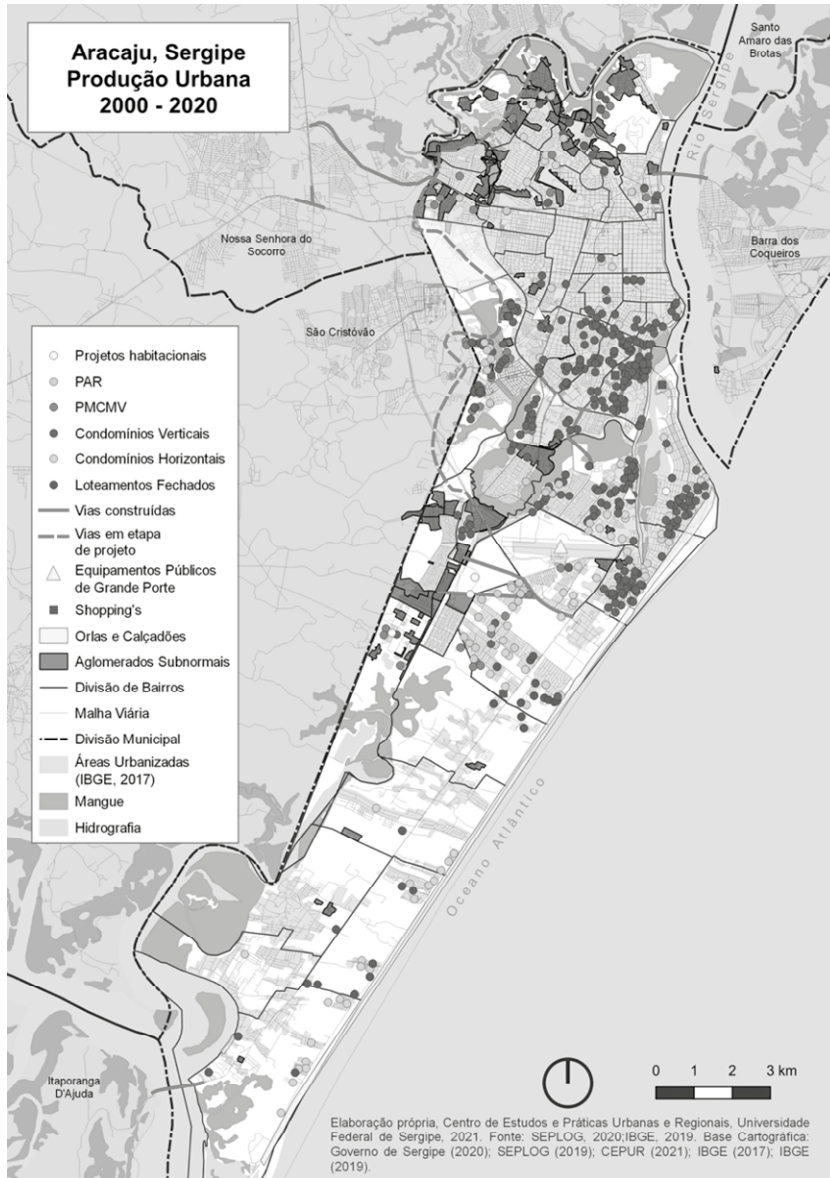 Aracaju, Sergipe
Produção Urbana
2000 - 2020
Santo
Amaro das
Brotas
Rio Sergipe
Nossa Senhora do
Socorro
Barra dos
Coqueiros
São Cristóvão
Projetos habitacionais
PAR
PMCMV
Condomínios Verticais
Condomínios Horizontais
Loteamentos Fechados
Vias construídas
Vias em etapa
de projeto
Equipamentos Públicos
de Grande Porte
Shopping's
Orlas e Calçadões
Aglomerados Subnormais
Divisão de Bairros
Malha Viária
Divisão Municipal
Áreas Urbanizadas
(IBGE, 2017)
Mangue
Hidrografia
Oceano Atlântico
Itaporanga
D'Ajuda
0 1 2 3 km
Elaboração própria, Centro de Estudos e Práticas Urbanas e Regionais, Universidade
Federal de Sergipe, 2021. Fonte: SEPLOG, 2020;IBGE, 2019. Base Cartográfica:
Governo de Sergipe (2020); SEPLOG (2019); CEPUR (2021); IBGE (2017); IBGE
(2019).